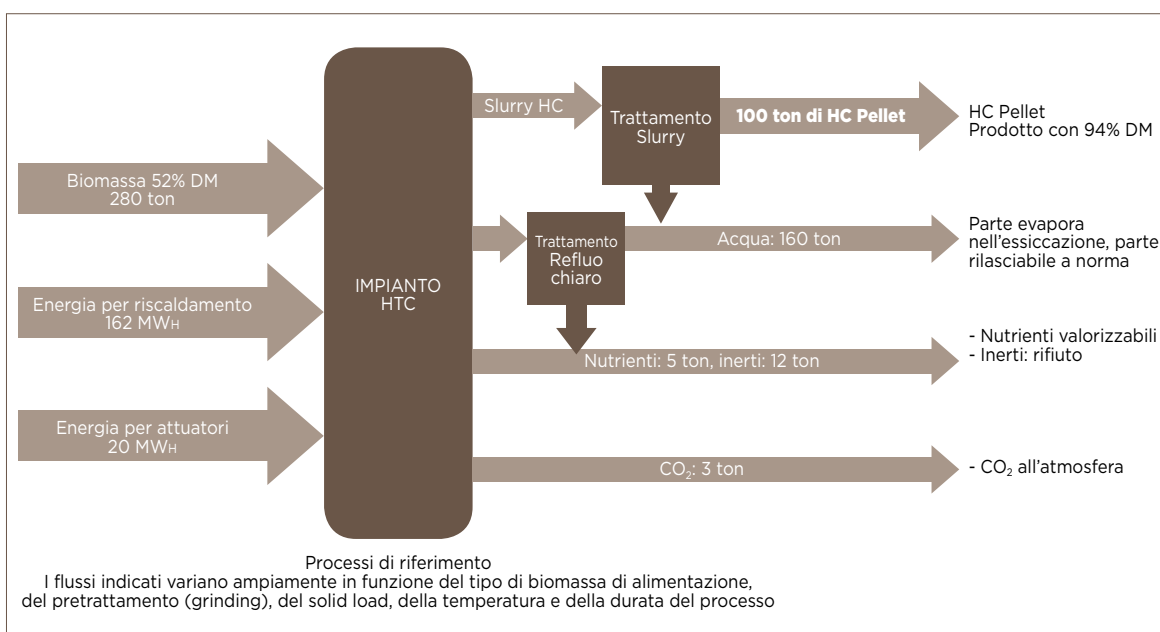 Biomassa 52% DM
280 ton
Energia per riscaldamento
162 MWH
Energia per attuatori
20 MWH
IMPIANTO
HTC
Slurry HC
Trattamento
Slurry
100 ton di HC Pellet
HC Pellet
Prodotto con 94% DM
Trattamento
Refluo
chiaro
Acqua: 160 ton
Parte evapora
nell'essiccazione, parte
rilasciabile a norma
Nutrienti: 5 ton, inerti: 12 ton
- Nutrienti valorizzabili
- Inerti: rifiuto
CO₂: 3 ton
- CO₂ all'atmosfera
Processi di riferimento
I flussi indicati variano ampiamente in funzione del tipo di biomassa di alimentazione,
del pretrattamento (grinding), del solid load, della temperatura e della durata del processo